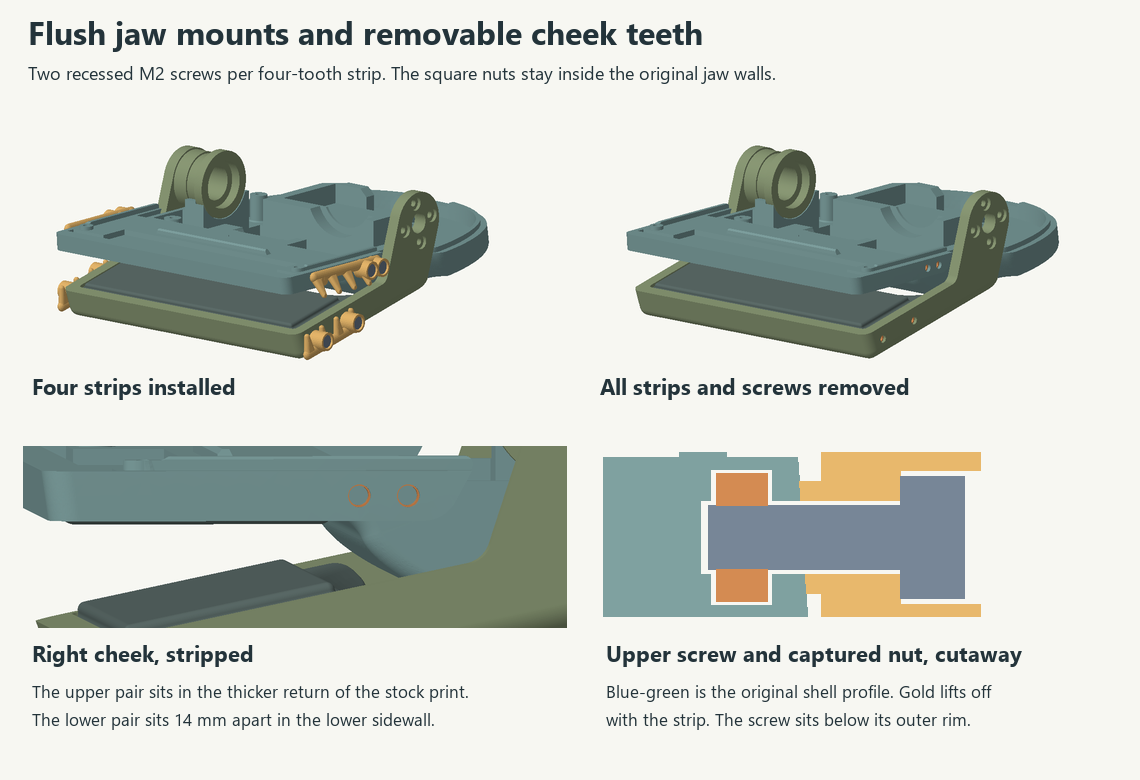 Flush jaw mounts and removable cheek teeth
Two recessed M2 screws per four-tooth strip. The square nuts stay inside the original jaw walls.
Four strips installed
All strips and screws removed
Right cheek, stripped
The upper pair sits in the thicker return of the stock print.
The lower pair sits 14 mm apart in the lower sidewall.
Upper screw and captured nut, cutaway
Blue-green is the original shell profile. Gold lifts off
with the strip. The screw sits below its outer rim.